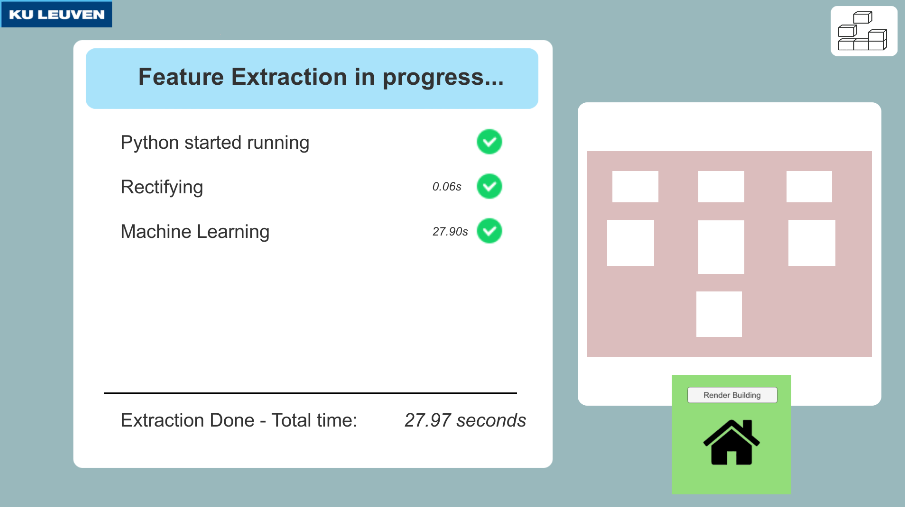 KU LEUVEN
Feature Extraction in progress...
Python started running
Rectifying 0.06s
Machine Learning 27.90s
Extraction Done - Total time: 27.97 seconds
Render Building